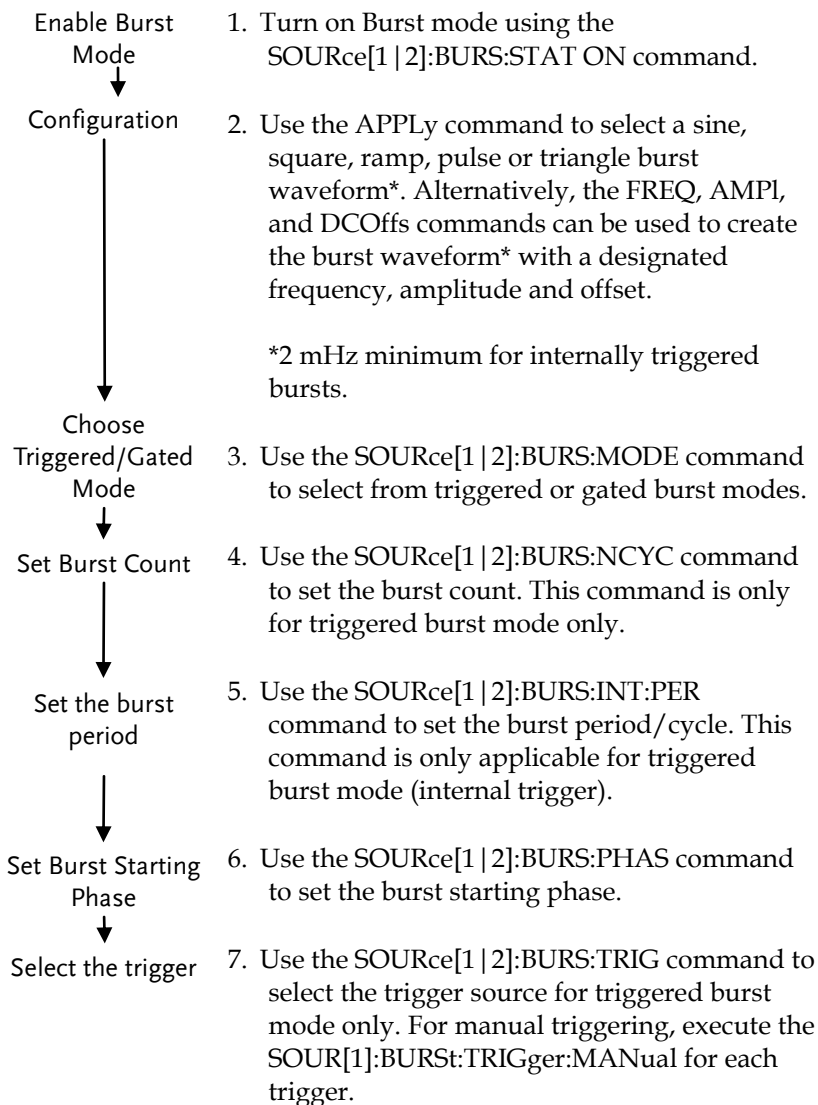 Enable Burst
Mode
1. Turn on Burst mode using the
SOURce[1|2]:BURS:STAT ON command.
Configuration
2. Use the APPLy command to select a sine,
square, ramp, pulse or triangle burst
waveform*. Alternatively, the FREQ, AMPl,
and DCOffs commands can be used to create
the burst waveform* with a designated
frequency, amplitude and offset.
*2 mHz minimum for internally triggered
bursts.
Choose
Triggered/Gated
Mode
3. Use the SOURce[1|2]:BURS:MODE command
to select from triggered or gated burst modes.
Set Burst Count
4. Use the SOURce[1|2]:BURS:NCYC command
to set the burst count. This command is only
for triggered burst mode only.
Set the burst
period
5. Use the SOURce[1|2]:BURS:INT:PER
command to set the burst period/cycle. This
command is only applicable for triggered
burst mode (internal trigger).
Set Burst Starting
Phase
6. Use the SOURce[1|2]:BURS:PHAS command
to set the burst starting phase.
Select the trigger
7. Use the SOURce[1|2]:BURS:TRIG command to
select the trigger source for triggered burst
mode only. For manual triggering, execute the
SOUR[1]:BURSt:TRIGger:MANual for each
trigger.